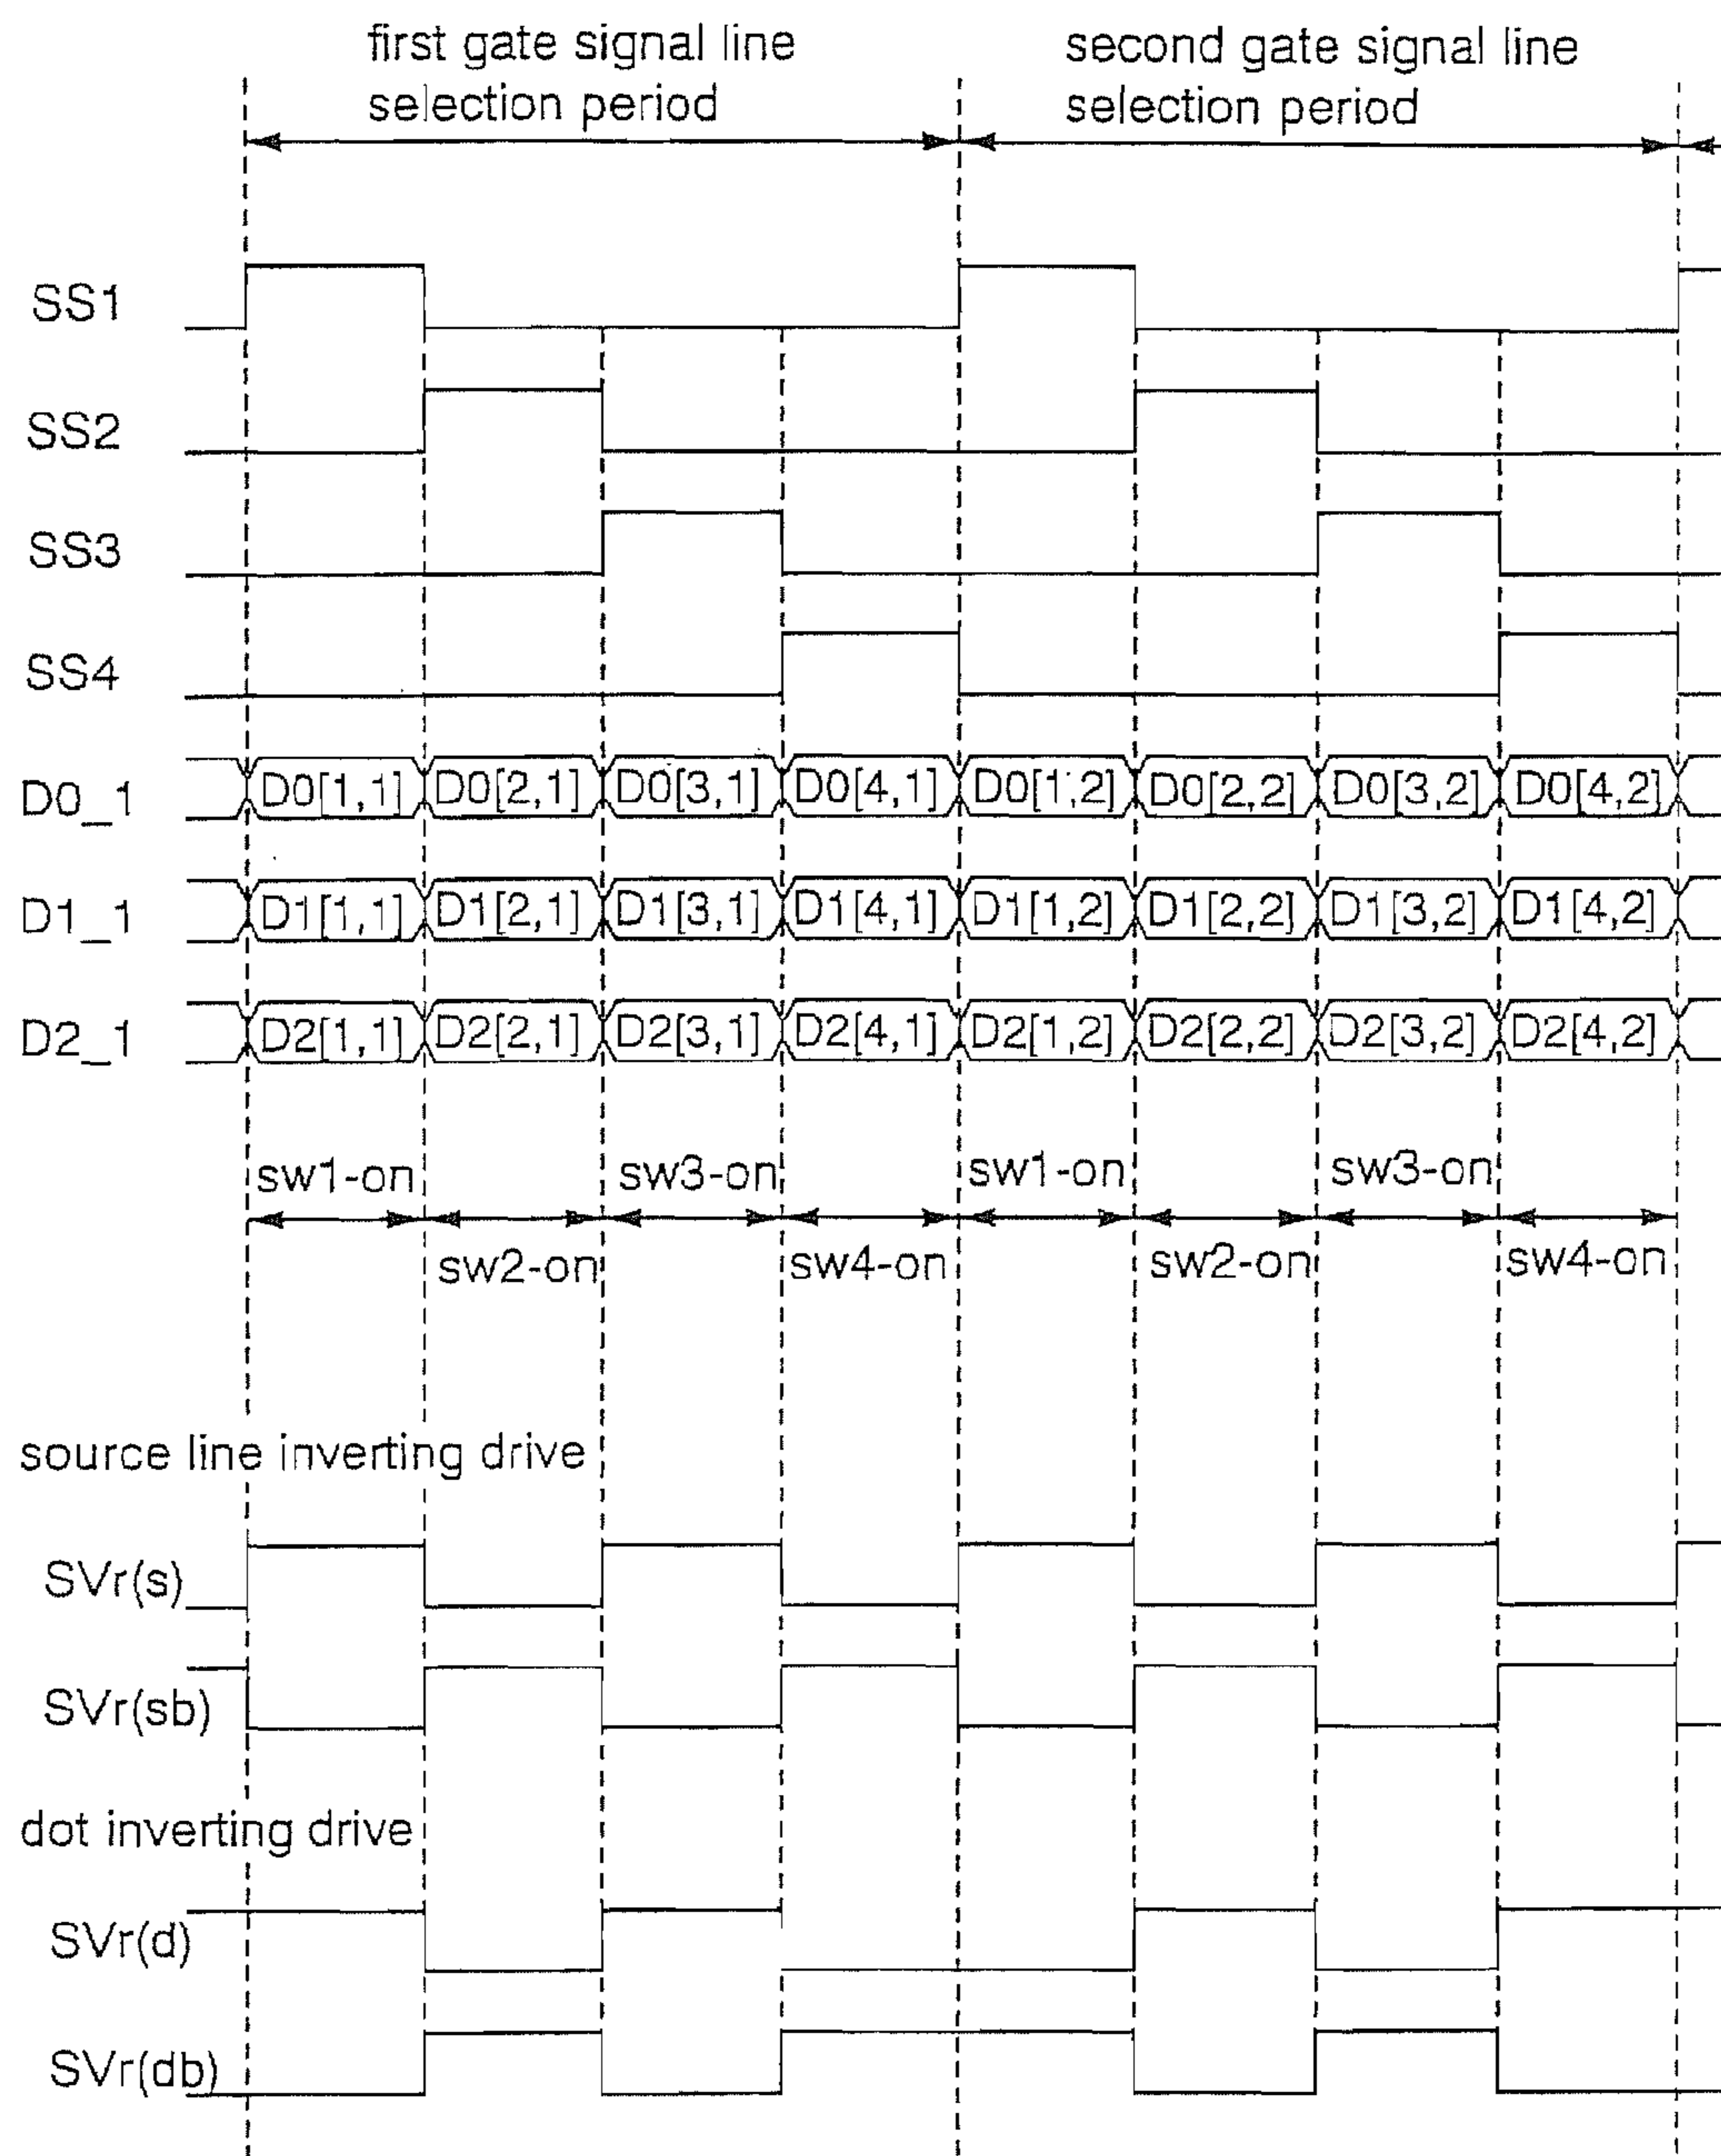 first gate signal line
selection period
second gate signal line
selection period
SS1
SS2
SS3
SS4
D0_1 D0[1,1] D0[2,1] D0[3,1] D0[4,1] D0[1,2] D0[2,2] D0[3,2] D0[4,2]
D1_1 D1[1,1] D1[2,1] D1[3,1] D1[4,1] D1[1,2] D1[2,2] D1[3,2] D1[4,2]
D2_1 D2[1,1] D2[2,1] D2[3,1] D2[4,1] D2[1,2] D2[2,2] D2[3,2] D2[4,2]
sw1-on sw3-on sw1-on sw3-on
sw2-on sw4-on sw2-on sw4-on
source line inverting drive
SVr(s)
SVr(sb)
dot inverting drive
SVr(d)
SVr(db)